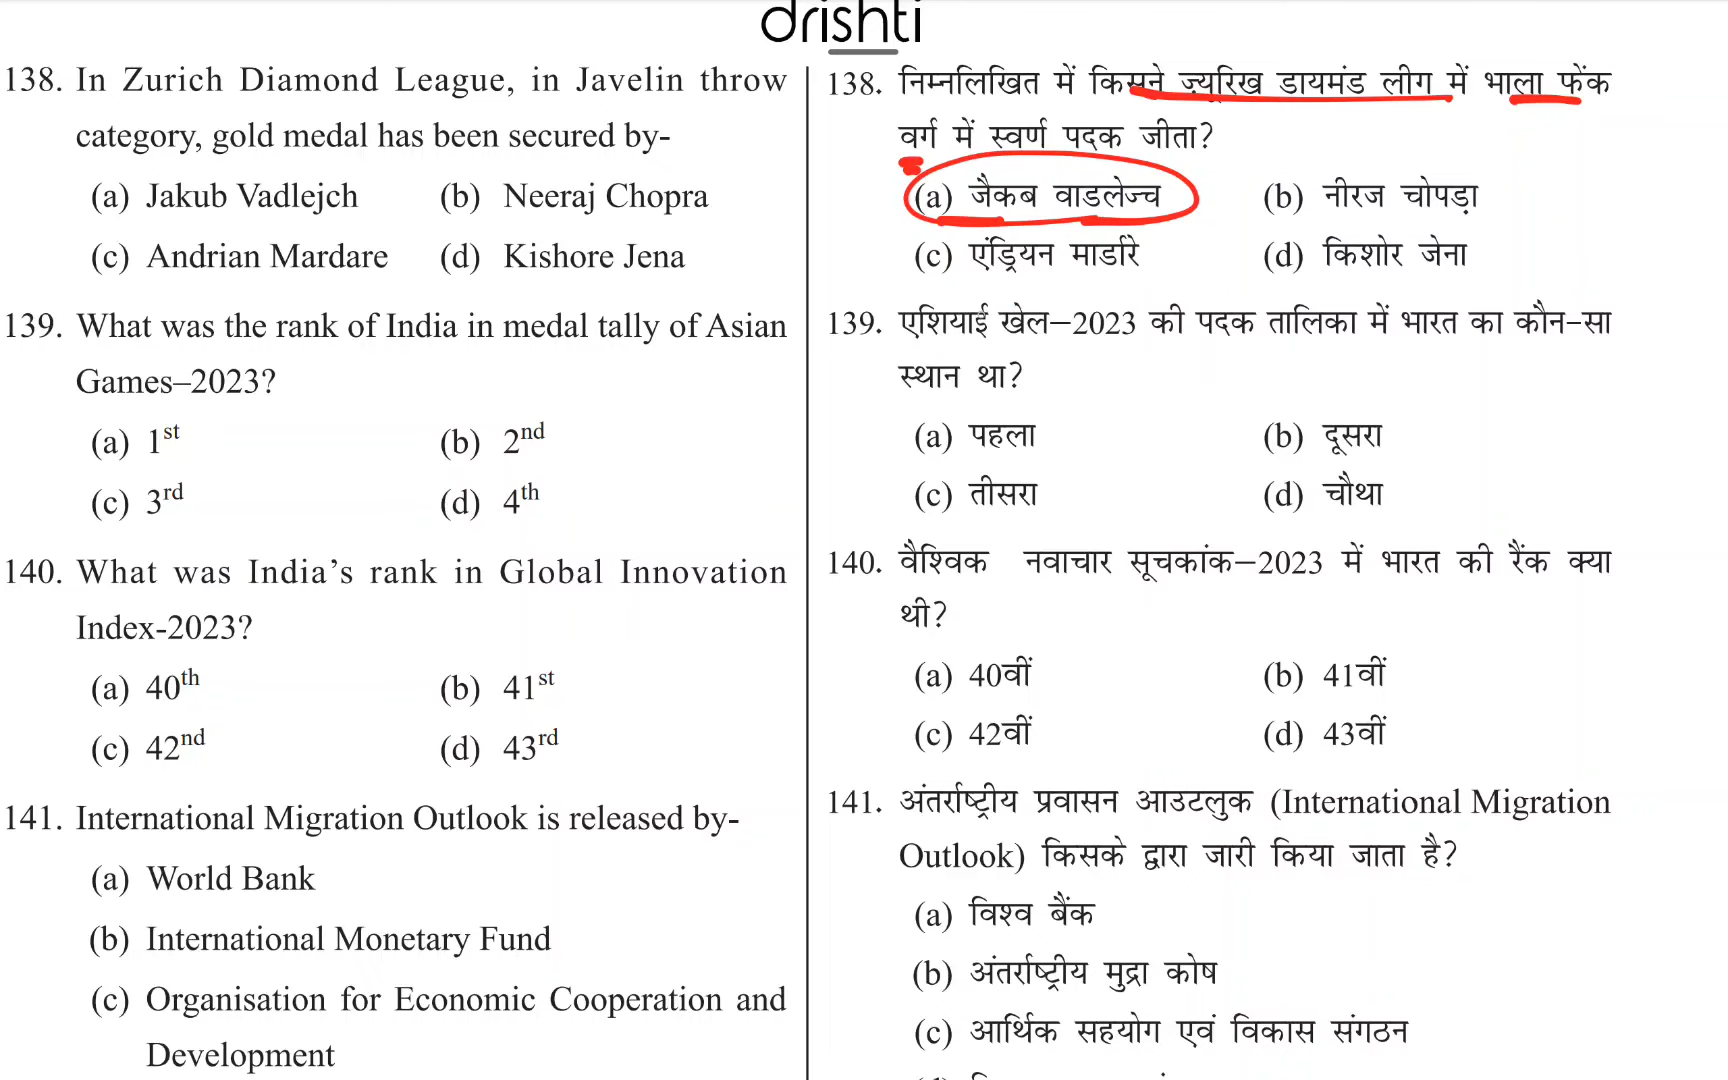 drishti
138. In Zurich Diamond League, in Javelin throw
category, gold medal has been secured by-
(a) Jakub Vadlejch (b) Neeraj Chopra
(c) Andrian Mardare (d) Kishore Jena
139. What was the rank of India in medal tally of Asian
Games–2023?
(a) 1st (b) 2nd
(c) 3rd (d) 4th
140. What was India’s rank in Global Innovation
Index-2023?
(a) 40th (b) 41st
(c) 42nd (d) 43rd
141. International Migration Outlook is released by-
(a) World Bank
(b) International Monetary Fund
(c) Organisation for Economic Cooperation and
Development
138. निम्नलिखित में किसने ज़्यूरिख डायमंड लीग में भाला फेंक
वर्ग में स्वर्ण पदक जीता?
(a) जैकब वाडलेज्च (b) नीरज चोपड़ा
(c) एंड्रियन मार्डारे (d) किशोर जेना
139. एशियाई खेल–2023 की पदक तालिका में भारत का कौन-सा
स्थान था?
(a) पहला (b) दूसरा
(c) तीसरा (d) चौथा
140. वैश्विक नवाचार सूचकांक–2023 में भारत की रैंक क्या
थी?
(a) 40वीं (b) 41वीं
(c) 42वीं (d) 43वीं
141. अंतर्राष्ट्रीय प्रवासन आउटलुक (International Migration
Outlook) किसके द्वारा जारी किया जाता है?
(a) विश्व बैंक
(b) अंतर्राष्ट्रीय मुद्रा कोष
(c) आर्थिक सहयोग एवं विकास संगठन